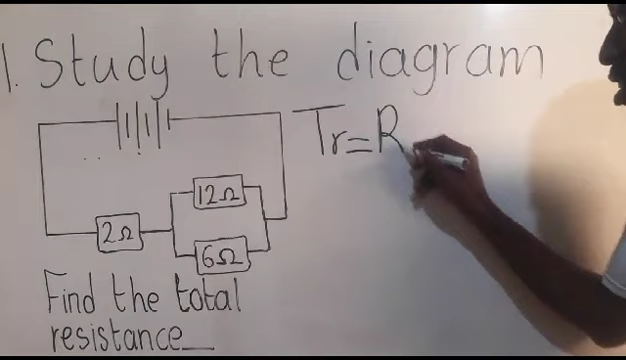 1. Study the diagram
Tr=R
12Ω
2Ω
6Ω
Find the total
resistance